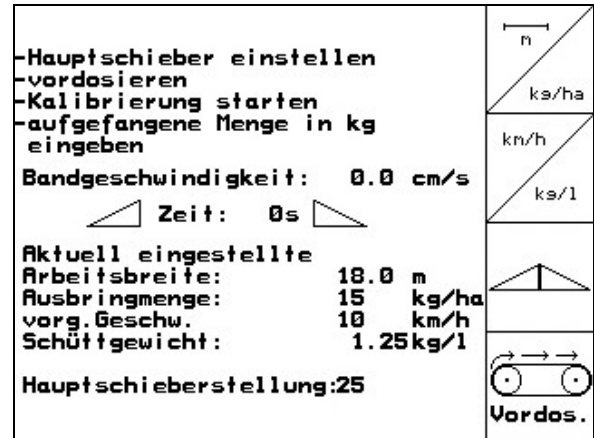 -Hauptschieber einstellen
-vordosieren
-Kalibrierung starten
-aufgefangene Menge in kg
eingeben
Bandgeschwindigkeit: 0.0 cm/s
Zeit: 0s
Aktuell eingestellte
Arbeitsbreite: 18.0 m
Ausbringmenge: 15 kg/ha
vorg.Geschw. 10 km/h
Schüttgewicht: 1.25kg/l
Hauptschieberstellung:25
m
kg/ha
km/h
kg/l
Vordos.